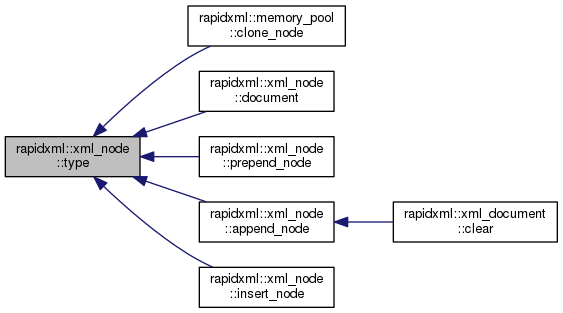 rapidxml::memory_pool
::clone_node
rapidxml::xml_node
::document
rapidxml::xml_node
::type
rapidxml::xml_node
::prepend_node
rapidxml::xml_node
::append_node
rapidxml::xml_document
::clear
rapidxml::xml_node
::insert_node